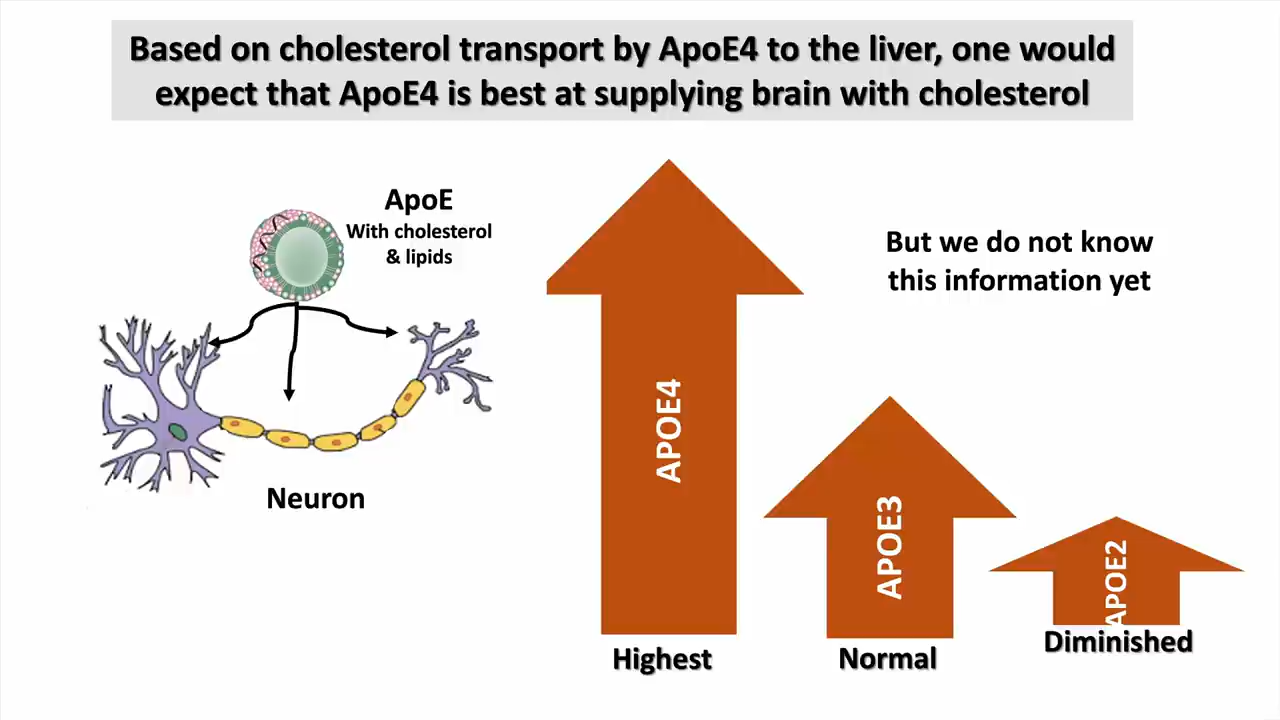 Based on cholesterol transport by ApoE4 to the liver, one would
expect that ApoE4 is best at supplying brain with cholesterol
ApoE
With cholesterol
& lipids
Neuron
But we do not know
this information yet
APOE4
APOE3
APOE2
Highest
Normal
Diminished